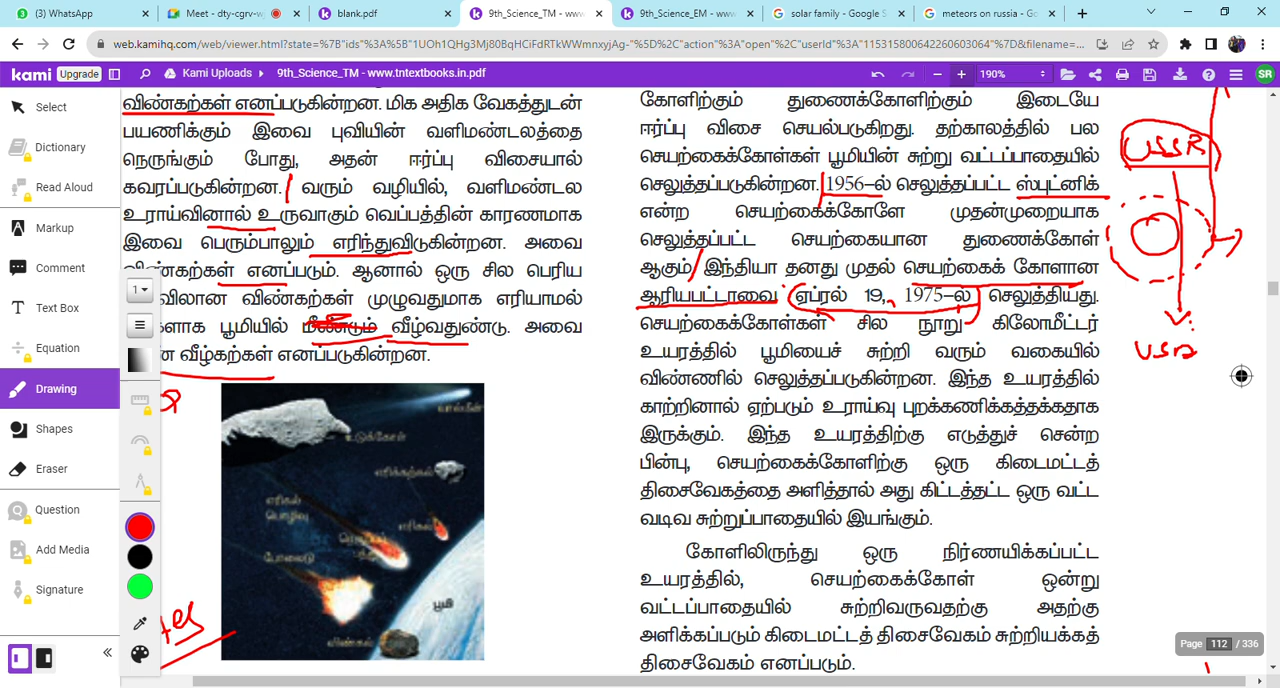 WhatsApp
Meet - dty-cgrv-w
blank.pdf
9th_Science_TM - www
9th_Science_EM - www
solar family - Google S
meteors on russia - Go
web.kamihq.com/web/viewer.html?state=%7B"ids"%3A%5B"1UOh1QHg3Mj80BqHCiFdRTkWWmnxyjAg-"%5D%2C"action"%3A"open"%2C"userId"%3A"115315800642260603064"%7D&filename=...
kami Upgrade
Kami Uploads
9th_Science_TM - www.tntextbooks.in.pdf
190%
SR
Select
Dictionary
Read Aloud
Markup
Comment
Text Box
Equation
Drawing
Shapes
Eraser
Question
Add Media
Signature
1
விண்கற்கள் எனப்படுகின்றன. மிக அதிக வேகத்துடன்
பயணிக்கும் இவை புவியின் வளிமண்டலத்தை
நெருங்கும் போது, அதன் ஈர்ப்பு விசையால்
கவரப்படுகின்றன. வரும் வழியில், வளிமண்டல
உராய்வினால் உருவாகும் வெப்பத்தின் காரணமாக
இவை பெரும்பாலும் எரிந்துவிடுகின்றன. அவை
எனப்படும். ஆனால் ஒரு சில பெரிய
விண்கற்கள் முழுவதுமாக எரியாமல்
பூமியில் மீண்டும் வீழ்வதுண்டு. அவை
வீழ்கற்கள் எனப்படுகின்றன.
உடுக்கோள்
எரிக்கற்கள்
எரிகல்
பொழிவு
எரிகல்
போலைடு
பூமி
விண்கல்
கோளிற்கும் துணைக்கோளிற்கும் இடையே
ஈர்ப்பு விசை செயல்படுகிறது. தற்காலத்தில் பல
செயற்கைக்கோள்கள் பூமியின் சுற்று வட்டப்பாதையில்
செலுத்தப்படுகின்றன. 1956-ல் செலுத்தப்பட்ட ஸ்புட்னிக்
என்ற செயற்கைக்கோளே முதன்முறையாக
செலுத்தப்பட்ட செயற்கையான துணைக்கோள்
ஆகும் இந்தியா தனது முதல் செயற்கைக் கோளான
ஆரியபட்டாவை ஏப்ரல் 19, 1975-ல் செலுத்தியது.
செயற்கைக்கோள்கள் சில நூறு கிலோமீட்டர்
உயரத்தில் பூமியைச் சுற்றி வரும் வகையில்
விண்ணில் செலுத்தப்படுகின்றன. இந்த உயரத்தில்
காற்றினால் ஏற்படும் உராய்வு புறக்கணிக்கத்தக்கதாக
இருக்கும். இந்த உயரத்திற்கு எடுத்துச் சென்ற
பின்பு, செயற்கைக்கோளிற்கு ஒரு கிடைமட்டத்
திசைவேகத்தை அளித்தால் அது கிட்டத்தட்ட ஒரு வட்ட
வடிவ சுற்றுப்பாதையில் இயங்கும்.
கோளிலிருந்து ஒரு நிர்ணயிக்கப்பட்ட
உயரத்தில், செயற்கைக்கோள் ஒன்று
வட்டப்பாதையில் சுற்றிவருவதற்கு அதற்கு
அளிக்கப்படும் கிடைமட்டத் திசைவேகம் சுற்றியக்கத்
திசைவேகம் எனப்படும்.
USSR
Page 112 / 336